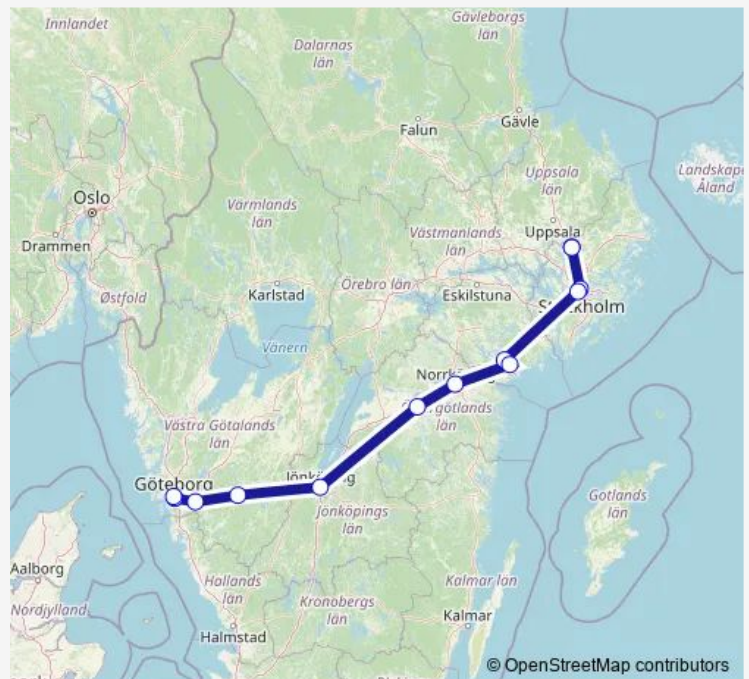 Innlandet
Gävleborgs
län
Dalarnas
län
Falun
Gävle
Oslo
Uppsala
län
Landskape
Åland
Värmlands
län
Västmanlands
län
Uppsala
Drammen
Østfold
Karlstad
Örebro län
Eskilstuna
Vänern
Västra Götalands
län
län
Göteborg
Jönköpings
län
Gotlands
län
Aalborg
Nordjylland
Hallands
län
Kronobergs
län
Kalmar län
Kalmar
Halmstad
© OpenStreetMap contributors